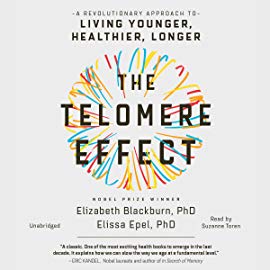 A REVOLUTIONARY APPROACH TO
LIVING YOUNGER,
HEALTHIER, LONGER
THE
TELOMERE
EFFECT
NOBEL PRIZE WINNER
Elizabeth Blackburn, PhD
Elissa Epel, PhD
Unabridged
Read by
Suzanne Toren
"A classic. One of the most exciting health books to emerge in the last
decade. It explains how we can slow the way we age at a fundamental level."
- ERIC KANDEL, Nobel laureate and author of In Search of Memory